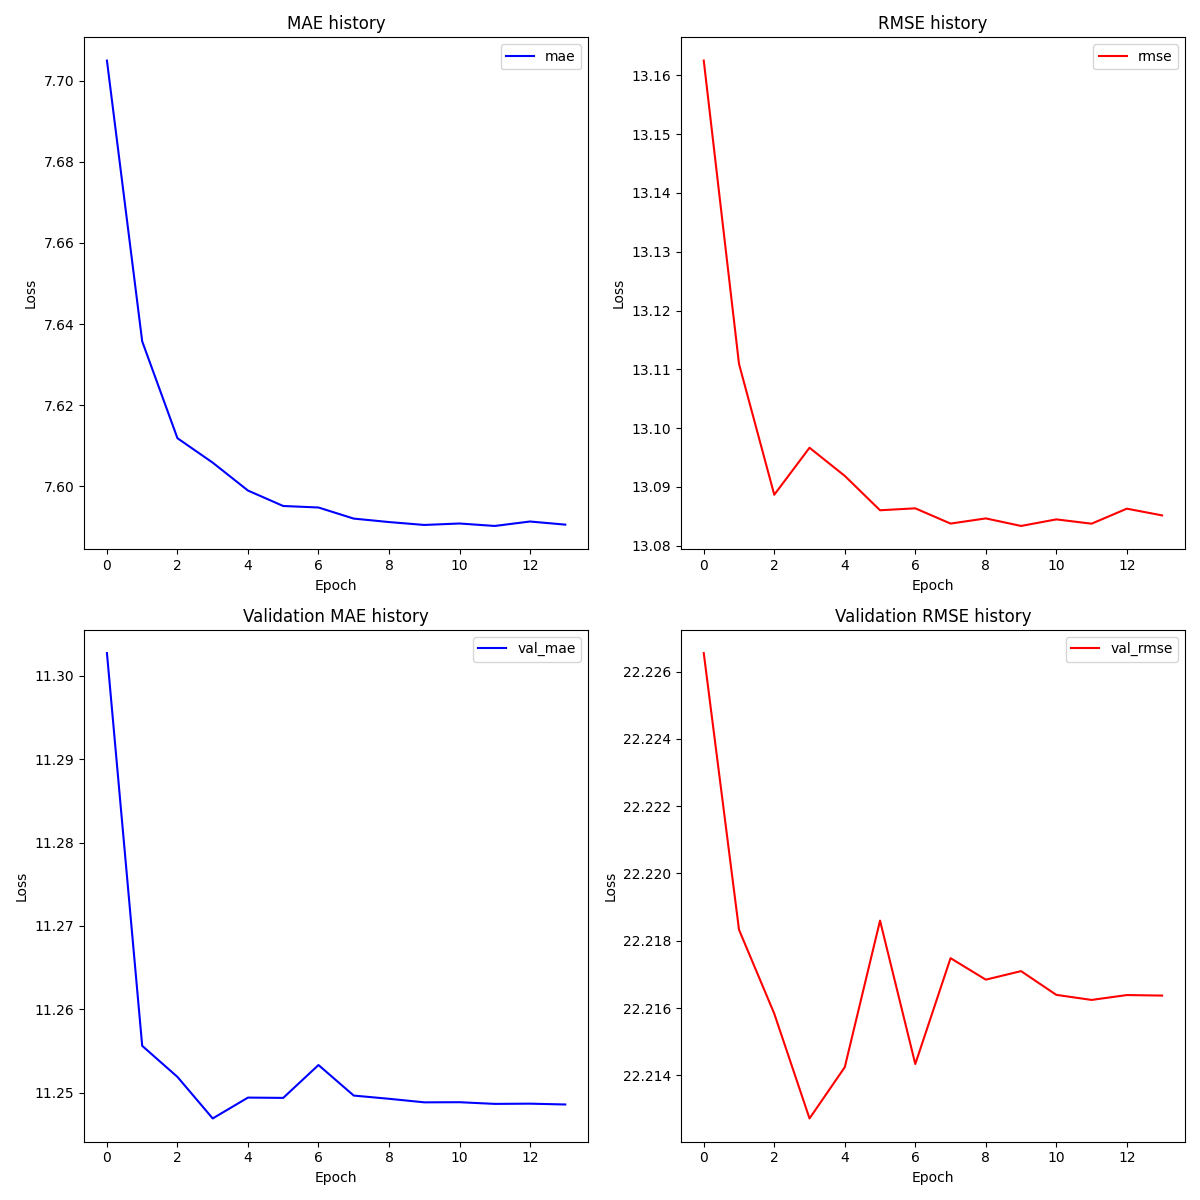 MAE history
mae
7.70
7.68
7.66
7.64
7.62
7.60
Loss
0 2 4 6 8 10 12
Epoch
RMSE history
rmse
13.16
13.15
13.14
13.13
13.12
13.11
13.10
13.09
13.08
Loss
0 2 4 6 8 10 12
Epoch
Validation MAE history
val_mae
11.30
11.29
11.28
11.27
11.26
11.25
Loss
0 2 4 6 8 10 12
Epoch
Validation RMSE history
val_rmse
22.226
22.224
22.222
22.220
22.218
22.216
22.214
Loss
0 2 4 6 8 10 12
Epoch